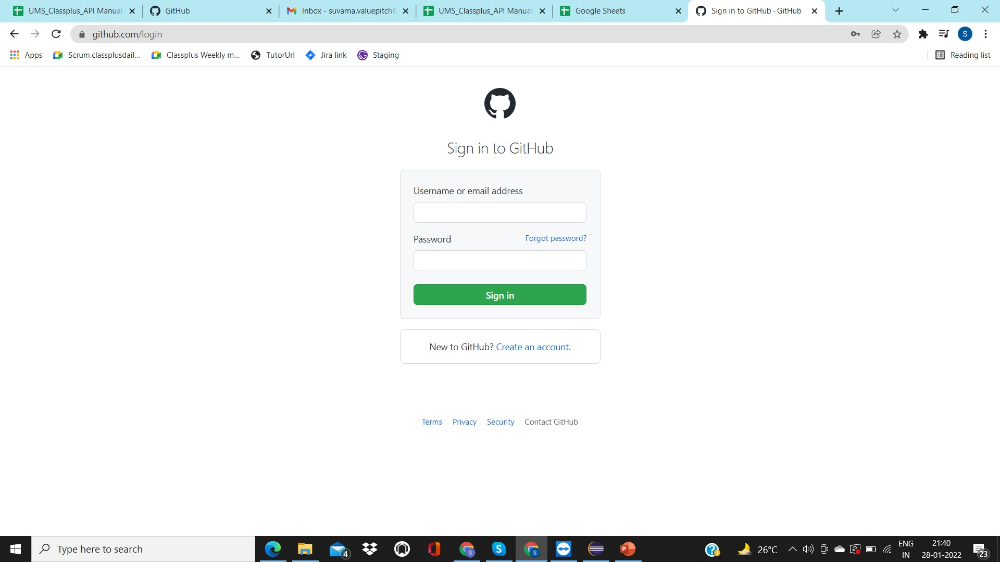 UMS_Classplus_API Manual
GitHub
Inbox - suvarna.valuepitch@
UMS_Classplus_API Manual
Google Sheets
Sign in to GitHub · GitHub
github.com/login
S
Apps
Scrum.classplusdail...
Classplus Weekly m...
TutorUrl
Jira link
Staging
Reading list
Sign in to GitHub
Username or email address
Password
Forgot password?
Sign in
New to GitHub? Create an account.
Terms
Privacy
Security
Contact GitHub
Type here to search
4
26°C
ENG
IN
21:40
28-01-2022
23